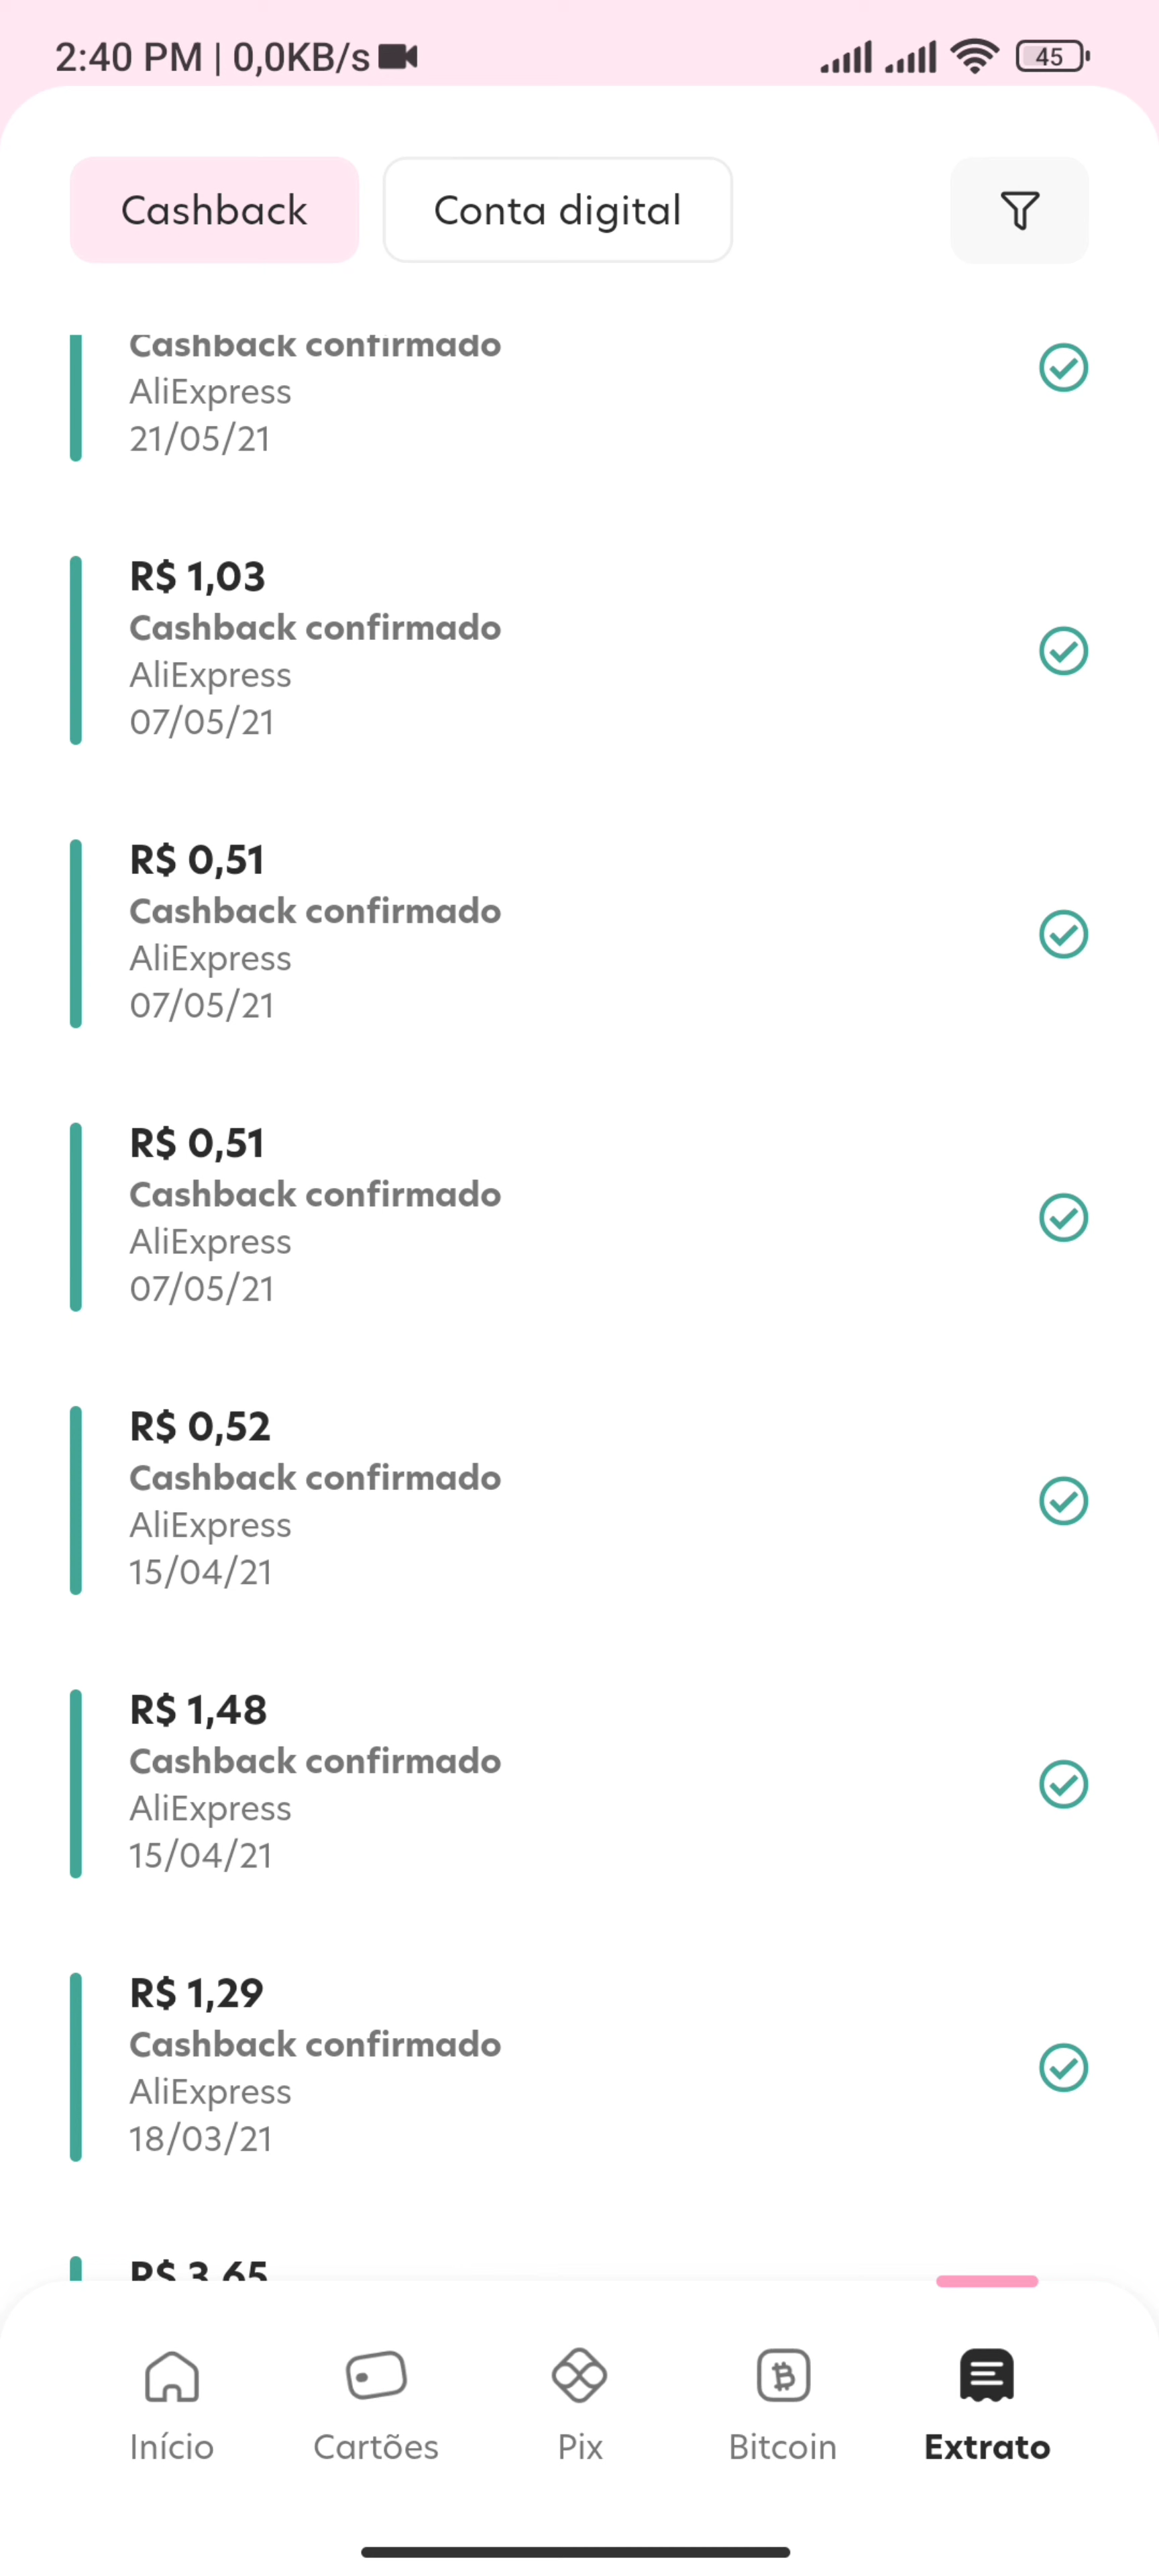 2:40 PM | 0,0KB/s
45
Cashback
Conta digital
Cashback confirmado
AliExpress
21/05/21
R$ 1,03
Cashback confirmado
AliExpress
07/05/21
R$ 0,51
Cashback confirmado
AliExpress
07/05/21
R$ 0,51
Cashback confirmado
AliExpress
07/05/21
R$ 0,52
Cashback confirmado
AliExpress
15/04/21
R$ 1,48
Cashback confirmado
AliExpress
15/04/21
R$ 1,29
Cashback confirmado
AliExpress
18/03/21
R$ 3,65
Início
Cartões
Pix
Bitcoin
Extrato